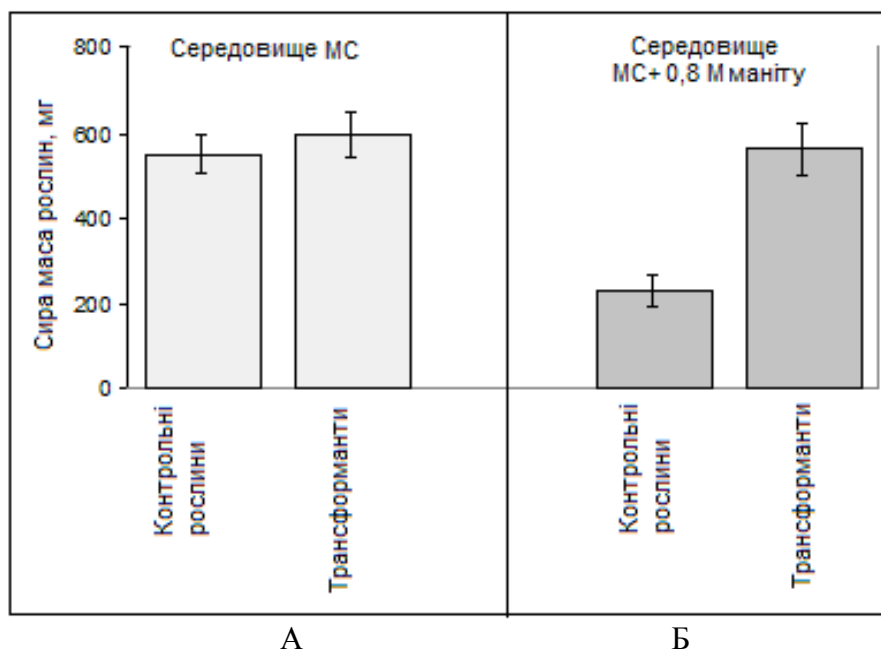 Середовище МС
Середовище
МС+ 0,8 М маніту
Сира маса рослин, мг
800
600
400
200
0
Контрольні
рослини
Трансформанти
Контрольні
рослини
Трансформанти
А
Б